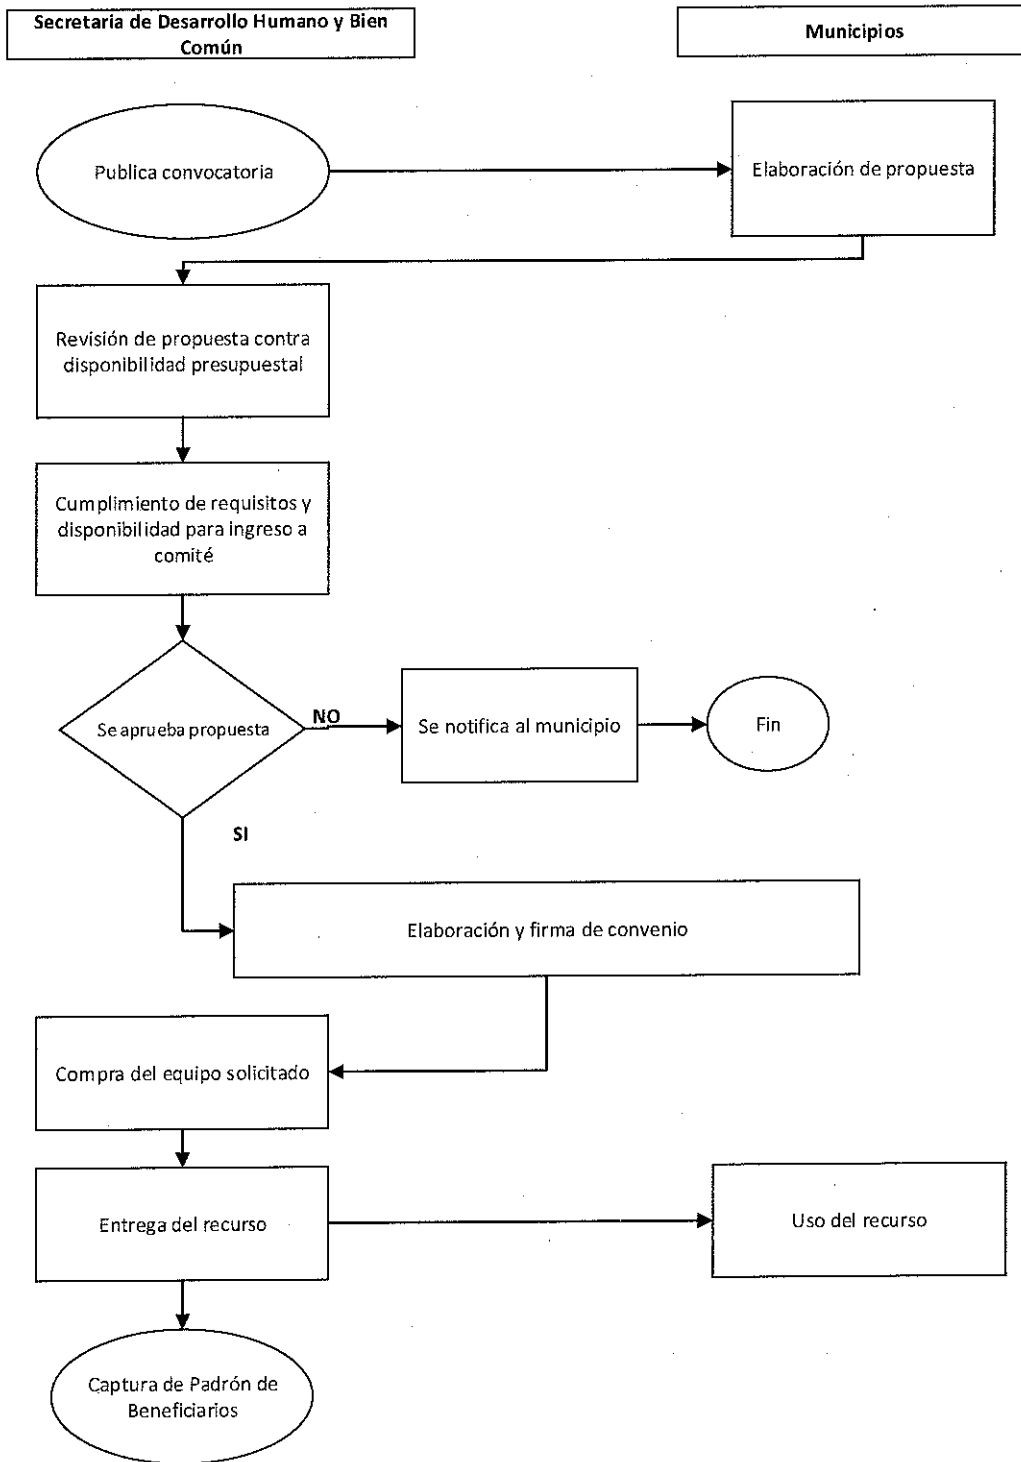 Secretaria de Desarrollo Humano y Bien
Común
Municipios
Publica convocatoria
Elaboración de propuesta
Revisión de propuesta contra
disponibilidad presupuestal
Cumplimiento de requisitos y
disponibilidad para ingreso a
comité
Se aprueba propuesta
NO
Se notifica al municipio
Fin
SI
Elaboración y firma de convenio
Compra del equipo solicitado
Entrega del recurso
Uso del recurso
Captura de Padrón de
Beneficiarios